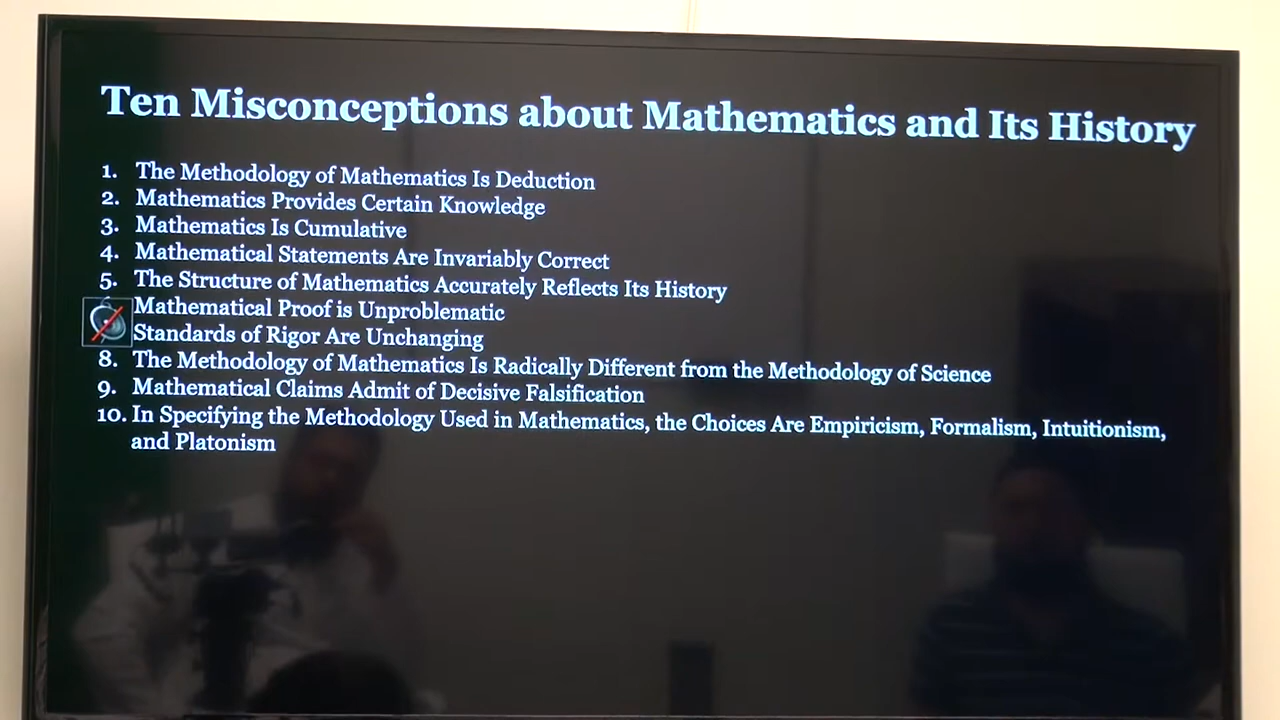 Ten Misconceptions about Mathematics and Its History
1. The Methodology of Mathematics Is Deduction
2. Mathematics Provides Certain Knowledge
3. Mathematics Is Cumulative
4. Mathematical Statements Are Invariably Correct
5. The Structure of Mathematics Accurately Reflects Its History
Mathematical Proof is Unproblematic
Standards of Rigor Are Unchanging
8. The Methodology of Mathematics Is Radically Different from the Methodology of Science
9. Mathematical Claims Admit of Decisive Falsification
10. In Specifying the Methodology Used in Mathematics, the Choices Are Empiricism, Formalism, Intuitionism,
and Platonism